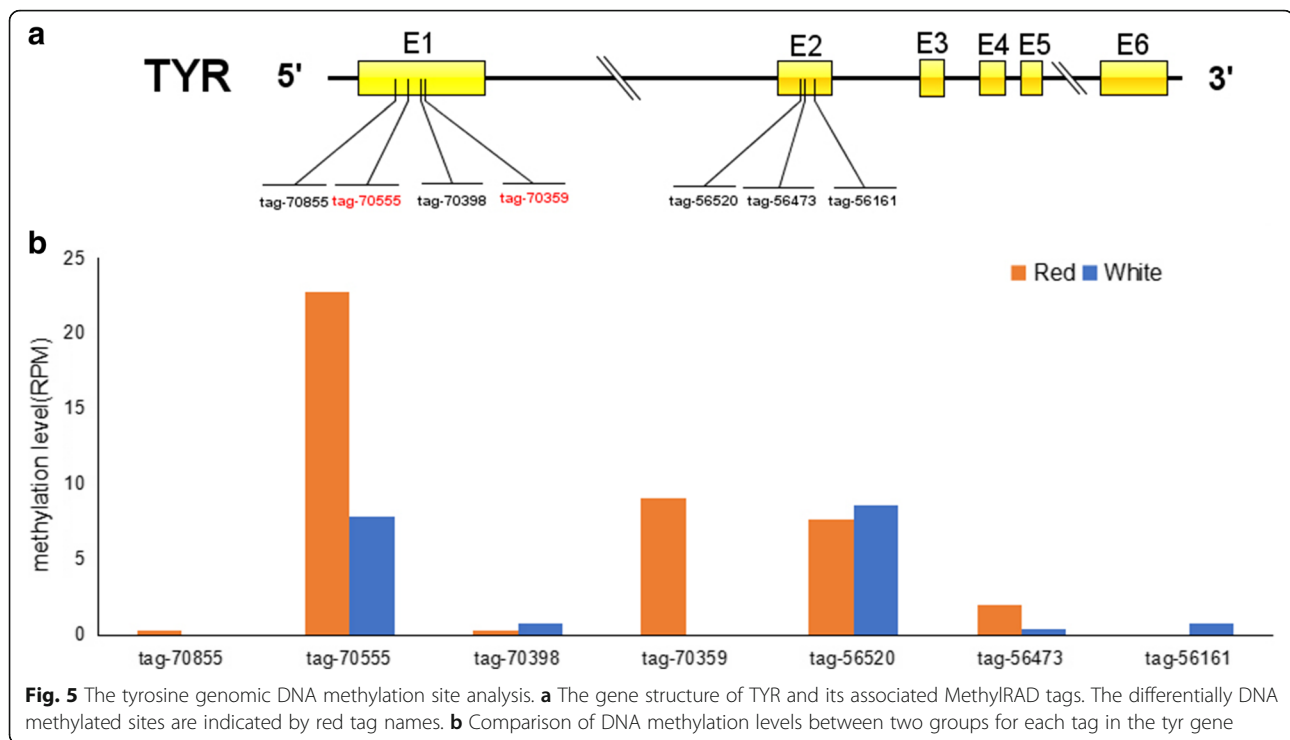 a
E1 E2 E3 E4 E5 E6
TYR 5' 3'
tag-70855 tag-70555 tag-70398 tag-70359 tag-56520 tag-56473 tag-56161
b
25
20
15
10
5
0
methylation level(RPM)
Red White
tag-70855 tag-70555 tag-70398 tag-70359 tag-56520 tag-56473 tag-56161
Fig. 5 The tyrosine genomic DNA methylation site analysis. a The gene structure of TYR and its associated MethylRAD tags. The differentially DNA
methylated sites are indicated by red tag names. b Comparison of DNA methylation levels between two groups for each tag in the tyr gene